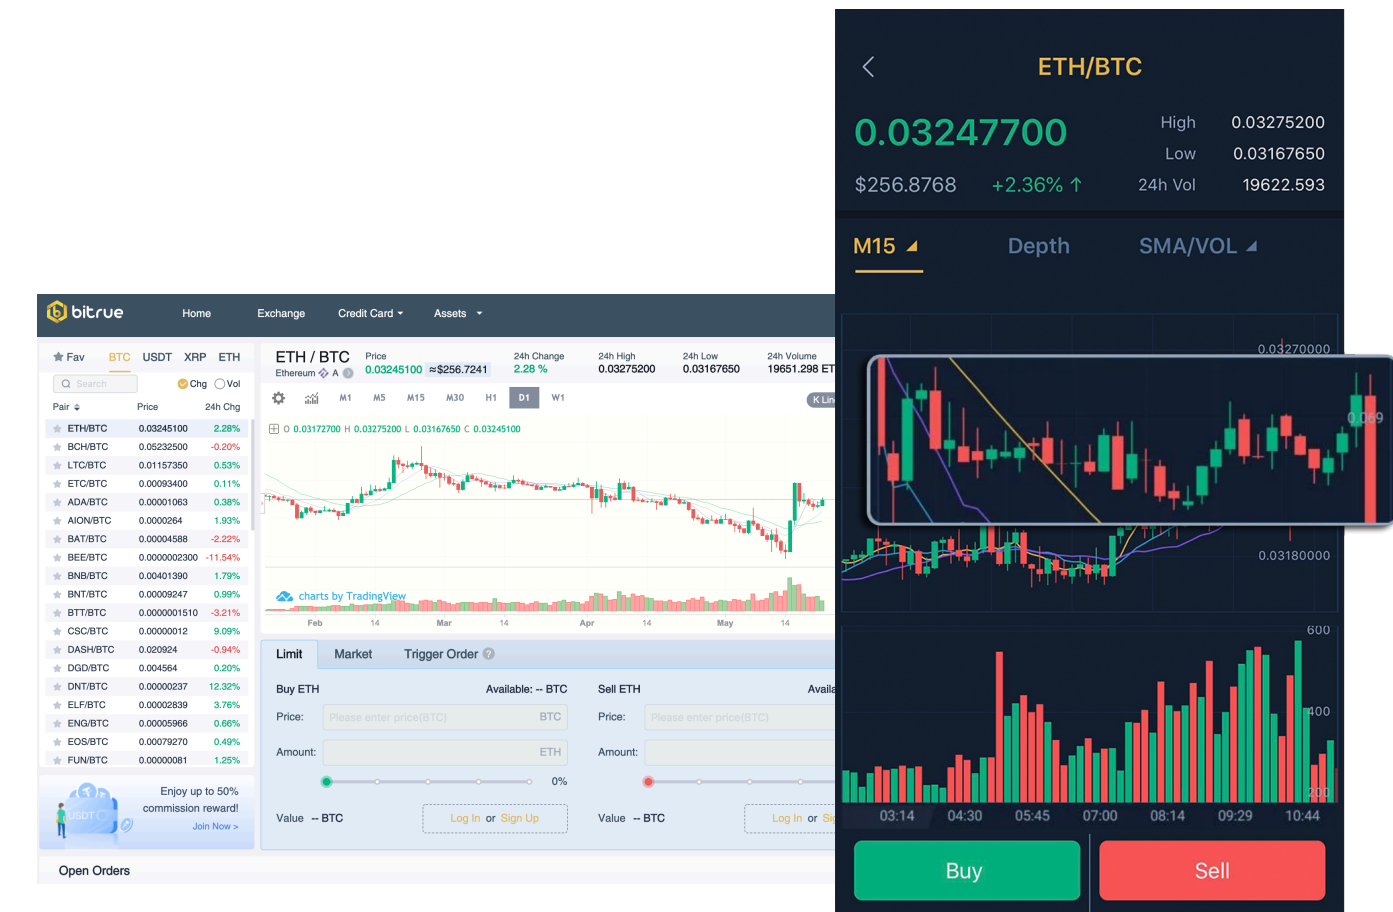 bitrue
Home Exchange Credit Card Assets
Fav BTC USDT XRP ETH
Search
Chg Vol
Pair Price 24h Chg
ETH/BTC 0.03245100 2.28%
BCH/BTC 0.05232500 -0.20%
LTC/BTC 0.01157350 0.53%
ETC/BTC 0.00093400 0.11%
ADA/BTC 0.00001063 0.38%
AION/BTC 0.0000264 1.93%
BAT/BTC 0.00004588 -2.22%
BEE/BTC 0.0000002300 -11.54%
BNB/BTC 0.00401390 1.79%
BNT/BTC 0.00009247 0.99%
BTT/BTC 0.0000001510 -3.21%
CSC/BTC 0.00000012 9.09%
DASH/BTC 0.020924 -0.94%
DGD/BTC 0.004564 0.20%
DNT/BTC 0.00000237 12.32%
ELF/BTC 0.00002839 3.76%
ENG/BTC 0.00005966 0.66%
EOS/BTC 0.00079270 0.49%
FUN/BTC 0.00000081 1.25%
USDT
Enjoy up to 50%
commission reward!
Join Now >
Open Orders
ETH / BTC
Ethereum A
Price
0.03245100 ≈$256.7241
24h Change
2.28 %
24h High
0.03275200
24h Low
0.03167650
24h Volume
19651.298 ET
M1 M5 M15 M30 H1 D1 W1
K Line
O 0.03172700 H 0.03275200 L 0.03167650 C 0.03245100
charts by TradingView
Feb 14 Mar 14 Apr 14 May 14
Limit Market Trigger Order ?
Buy ETH Available: -- BTC
Price: Please enter price(BTC) BTC
Amount: ETH
0%
Value -- BTC Log In or Sign Up
Sell ETH Availa
Price: Please enter price(BTC)
Amount:
Value -- BTC Log In or Si
ETH/BTC
0.03247700
$256.8768 +2.36% ↑
High 0.03275200
Low 0.03167650
24h Vol 19622.593
M15 Depth SMA/VOL
0.03270000
0.069
0.03180000
600
400
200
03:14 04:30 05:45 07:00 08:14 09:29 10:44
Buy Sell